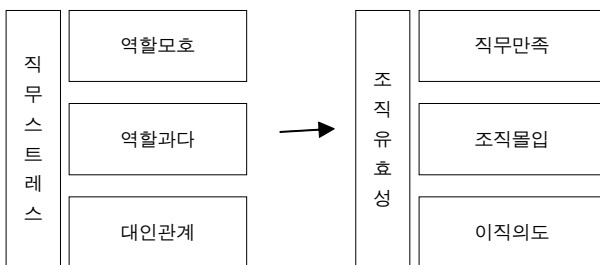 직무스트레스
역할모호
역할과다
대인관계
조직유효성
직무만족
조직몰입
이직의도